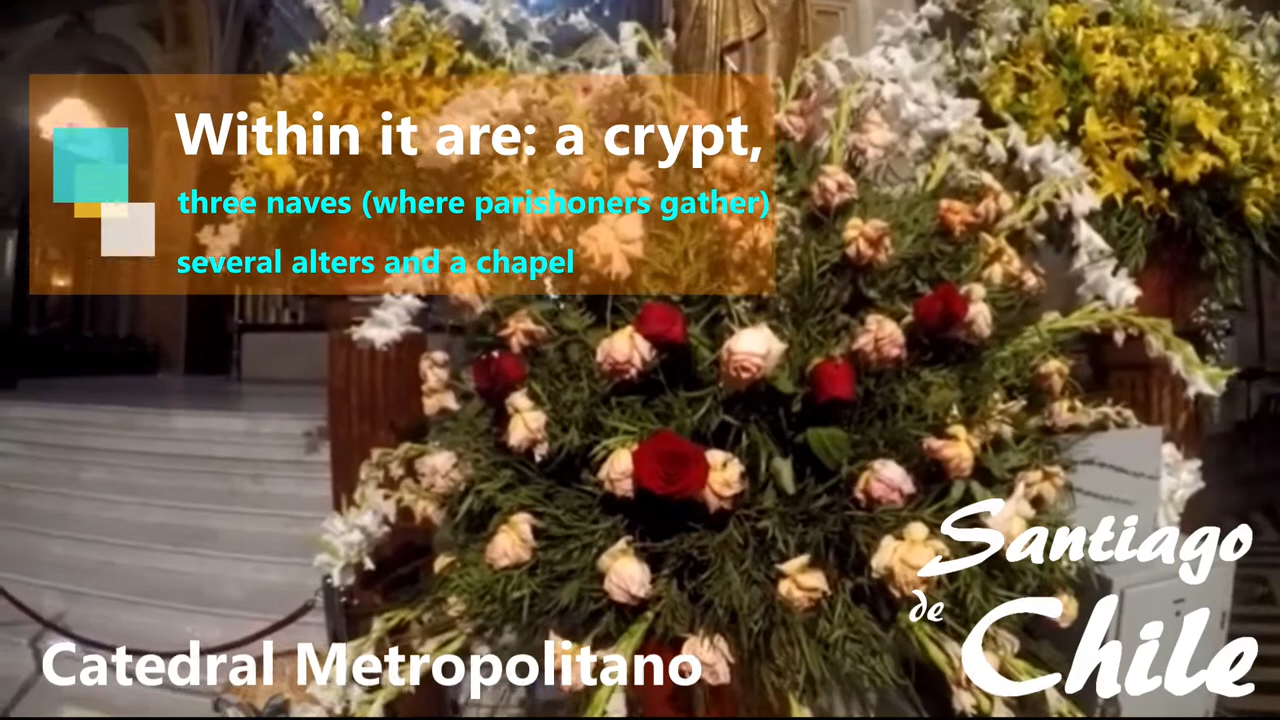 Within it are: a crypt,
three naves (where parishoners gather)
several alters and a chapel
Santiago
de
Chile
Catedral Metropolitano